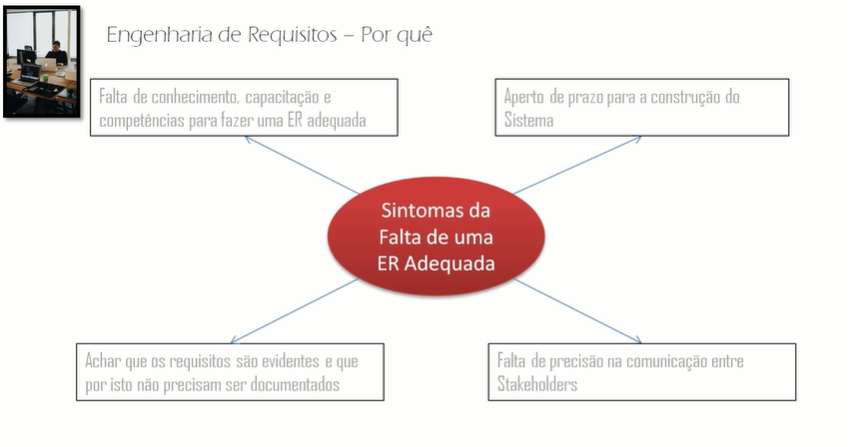 Engenharia de Requisitos – Por quê
Falta de conhecimento, capacitação e
competências para fazer uma ER adequada
Aperto de prazo para a construção do
Sistema
Sintomas da
Falta de uma
ER Adequada
Achar que os requisitos são evidentes e que
por isto não precisam ser documentados
Falta de precisão na comunicação entre
Stakeholders